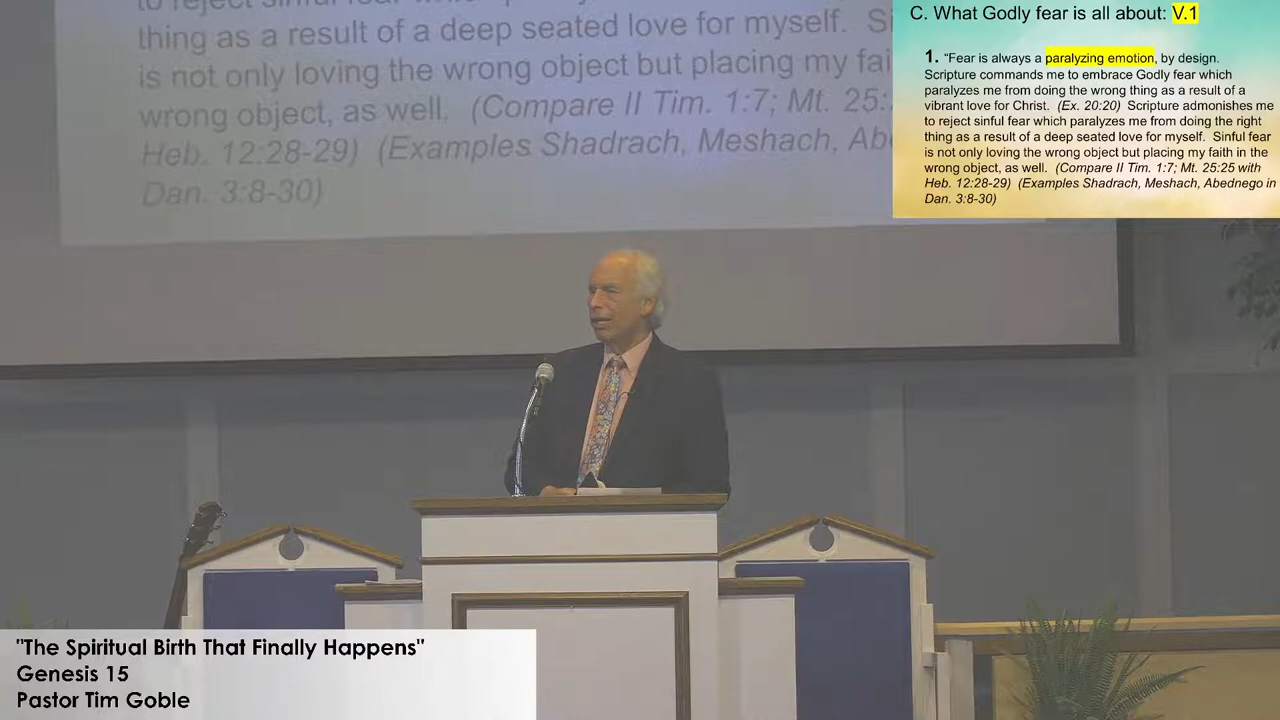 to reject sinful fear
thing as a result of a deep seated love for myself. Si
is not only loving the wrong object but placing my fai
wrong object, as well. (Compare II Tim. 1:7; Mt. 25:
Heb. 12:28-29) (Examples Shadrach, Meshach, Ab
Dan. 3:8-30)
C. What Godly fear is all about: V.1
1. "Fear is always a paralyzing emotion, by design.
Scripture commands me to embrace Godly fear which
paralyzes me from doing the wrong thing as a result of a
vibrant love for Christ. (Ex. 20:20) Scripture admonishes me
to reject sinful fear which paralyzes me from doing the right
thing as a result of a deep seated love for myself. Sinful fear
is not only loving the wrong object but placing my faith in the
wrong object, as well. (Compare II Tim. 1:7; Mt. 25:25 with
Heb. 12:28-29) (Examples Shadrach, Meshach, Abednego in
Dan. 3:8-30)
"The Spiritual Birth That Finally Happens"
Genesis 15
Pastor Tim Goble